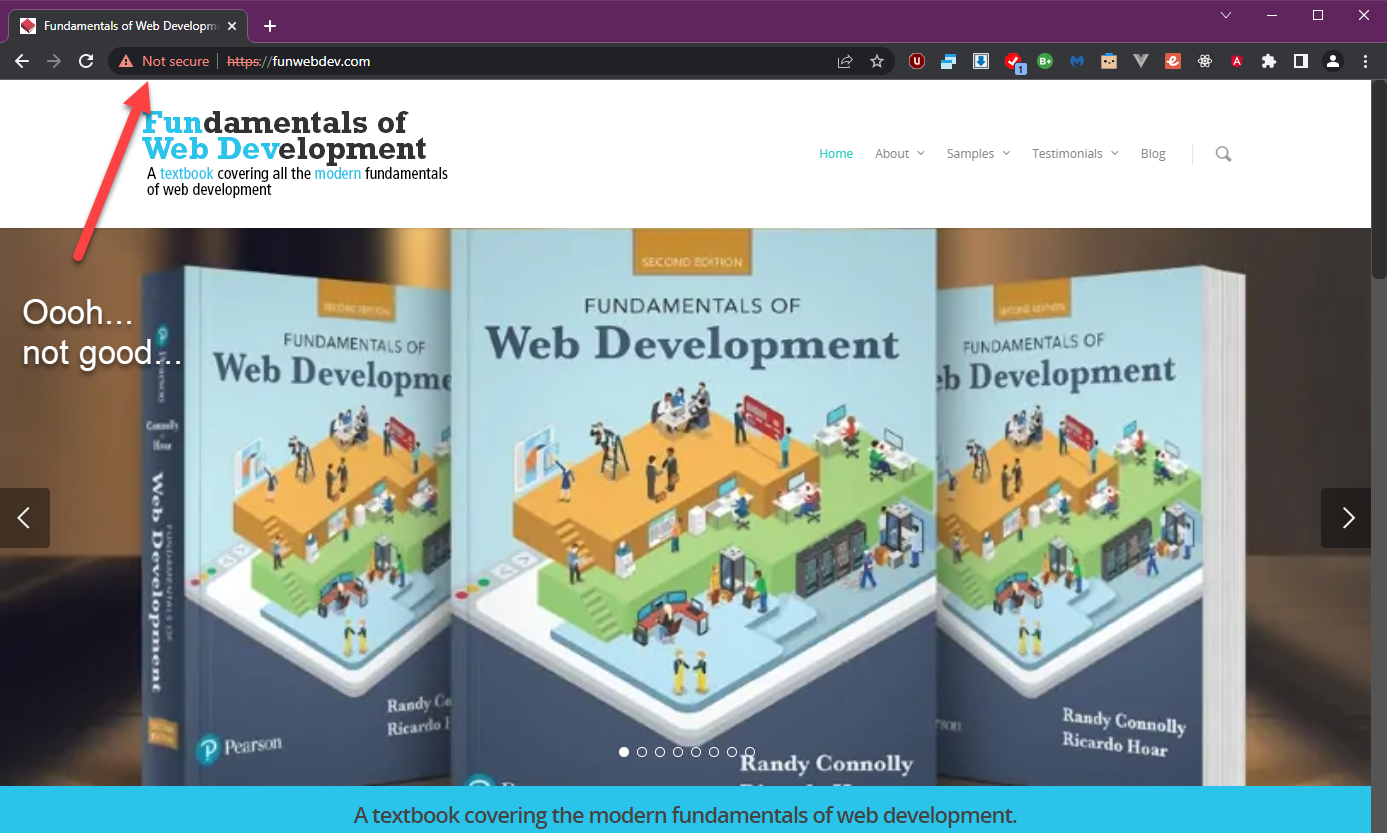 Fundamentals of Web Developm
Not secure
https://funwebdev.com
1
Fundamentals of
Web Development
A textbook covering all the modern fundamentals
of web development
Home
About
Samples
Testimonials
Blog
Oooh...
not good...
SECOND EDITION
FUNDAMENTALS OF
Web Developme
Connolly
Hoar
Web Development
FUNDAMENTALS OF
Pearson
Randy Co
Ricardo H
SECOND EDITION
FUNDAMENTALS OF
Web Development
Randy Connolly
SECOND EDITION
FUNDAMENTALS OF
eb Development
Randy Connolly
Ricardo Hoar
A textbook covering the modern fundamentals of web development.